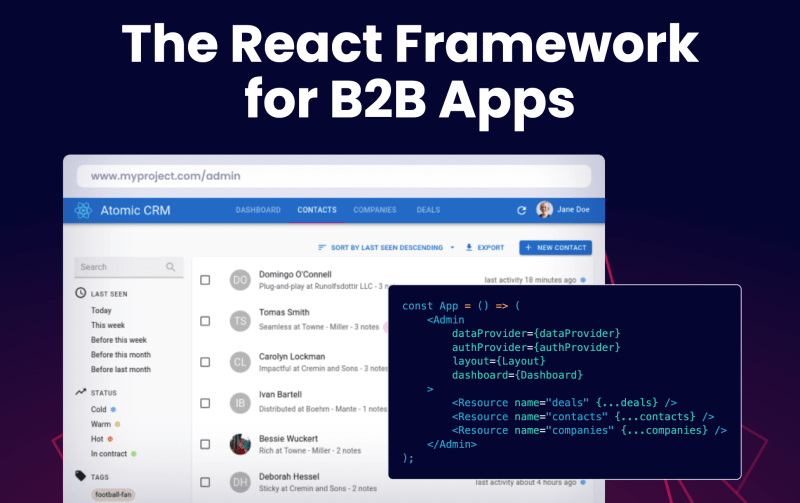 The React Framework
for B2B Apps
www.myproject.com/admin
Atomic CRM
DASHBOARD
CONTACTS
COMPANIES
DEALS
Jane Doe
SORT BY LAST SEEN DESCENDING
EXPORT
+ NEW CONTACT
Search
LAST SEEN
Today
This week
Before this week
Before this month
Before last month
STATUS
Cold
Warm
Hot
In contract
TAGS
football-fan
DO
Domingo O'Connell
Plug-and-play at Runolfsdottir LLC - 3
last activity 18 minutes ago
TS
Tomas Smith
Seamless at Towne - Miller - 3 notes
CL
Carolyn Lockman
Impactful at Cremin and Sons - 3 notes
IB
Ivan Bartell
Distributed at Boehm - Mante - 1 notes
Bessie Wuckert
Rich at Towne - Miller - 2 notes
DH
Deborah Hessel
Sticky at Cremin and Sons - 2 notes
last activity about 4 hours ago
const App = () => (
<Admin
dataProvider={dataProvider}
authProvider={authProvider}
layout={Layout}
dashboard={Dashboard}
>
<Resource name="deals" {...deals} />
<Resource name="contacts" {...contacts} />
<Resource name="companies" {...companies} />
</Admin>
);